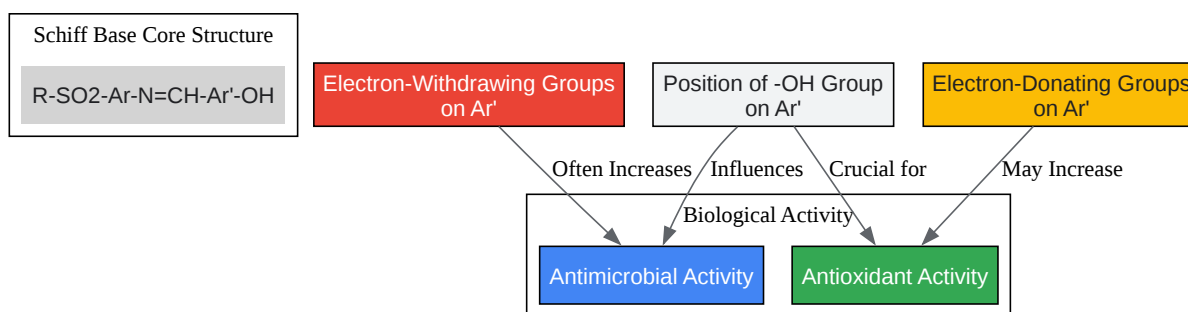 Schiff Base Core Structure
R-SO2-Ar-N=CH-Ar'-OH
Electron-Withdrawing Groups
on Ar'
Position of -OH Group
on Ar'
Electron-Donating Groups
on Ar'
Often Increases
Influences
Crucial for
May Increase
Biological Activity
Antimicrobial Activity
Antioxidant Activity